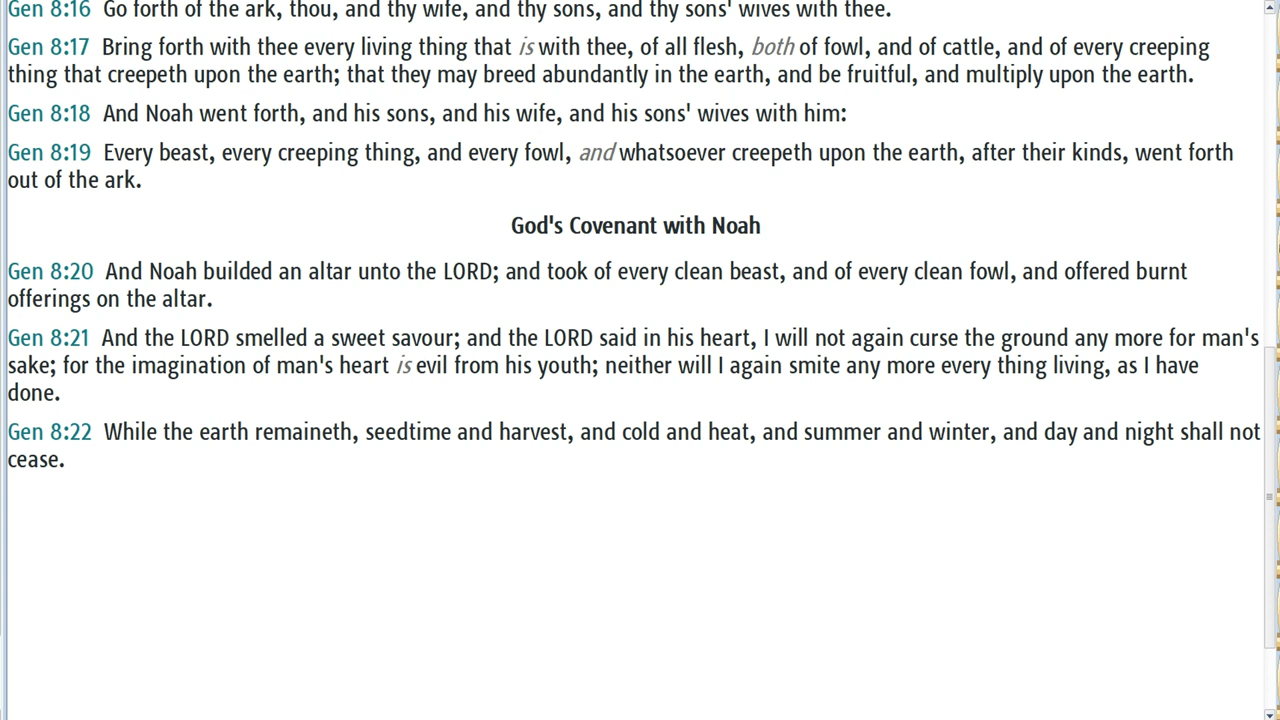 Gen 8:16 Go forth of the ark, thou, and thy wife, and thy sons, and thy sons' wives with thee.
Gen 8:17 Bring forth with thee every living thing that is with thee, of all flesh, both of fowl, and of cattle, and of every creeping
thing that creepeth upon the earth; that they may breed abundantly in the earth, and be fruitful, and multiply upon the earth.
Gen 8:18 And Noah went forth, and his sons, and his wife, and his sons' wives with him:
Gen 8:19 Every beast, every creeping thing, and every fowl, and whatsoever creepeth upon the earth, after their kinds, went forth
out of the ark.
God's Covenant with Noah
Gen 8:20 And Noah builded an altar unto the LORD; and took of every clean beast, and of every clean fowl, and offered burnt
offerings on the altar.
Gen 8:21 And the LORD smelled a sweet savour; and the LORD said in his heart, I will not again curse the ground any more for man's
sake; for the imagination of man's heart is evil from his youth; neither will I again smite any more every thing living, as I have
done.
Gen 8:22 While the earth remaineth, seedtime and harvest, and cold and heat, and summer and winter, and day and night shall not
cease.